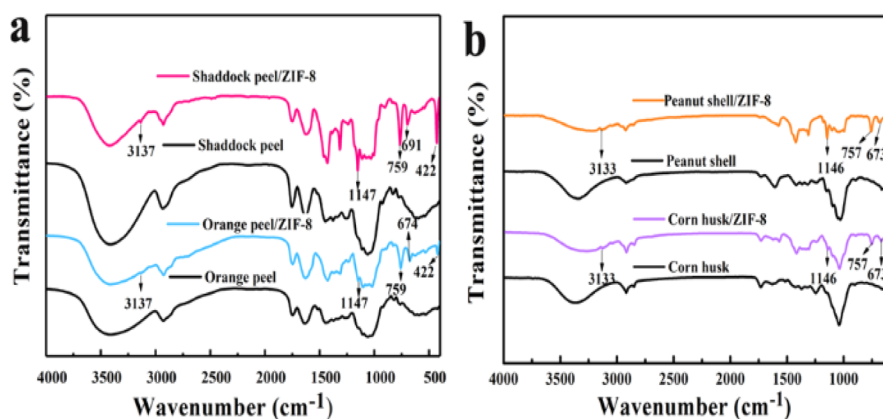 a
Transmittance (%)
Shaddock peel/ZIF-8
3137
691
759
422
1147
Shaddock peel
674
Orange peel/ZIF-8
422
3137
1147
759
Orange peel
4000 3500 3000 2500 2000 1500 1000 500
Wavenumber (cm-1)
b
Transmittance (%)
Peanut shell/ZIF-8
3133
1146
757
673
Peanut shell
Corn husk/ZIF-8
3133
1146
757
Corn husk
4000 3500 3000 2500 2000 1500 1000
Wavenumber (cm-1)